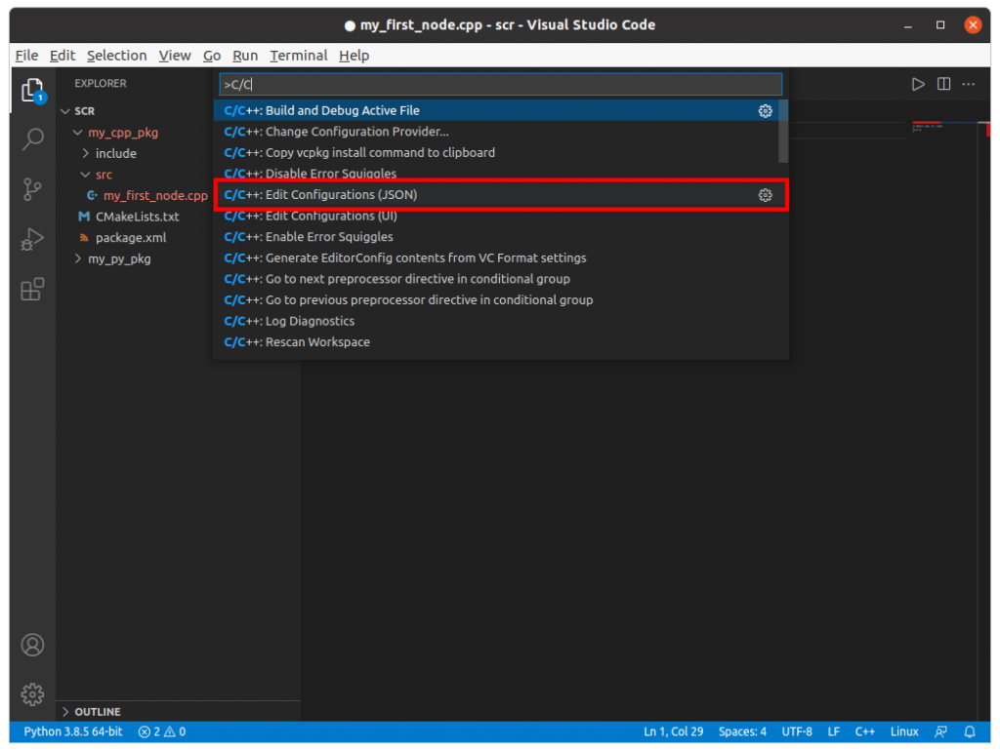 ● my_first_node.cpp - scr - Visual Studio Code
File Edit Selection View Go Run Terminal Help
EXPLORER
SCR
my_cpp_pkg
include
src
my_first_node.cpp
CMakeLists.txt
package.xml
my_py_pkg
OUTLINE
1
>C/C
C/C++: Build and Debug Active File
C/C++: Change Configuration Provider...
C/C++: Copy vcpkg install command to clipboard
C/C++: Disable Error Squiggles
C/C++: Edit Configurations (JSON)
C/C++: Edit Configurations (UI)
C/C++: Enable Error Squiggles
C/C++: Generate EditorConfig contents from VC Format settings
C/C++: Go to next preprocessor directive in conditional group
C/C++: Go to previous preprocessor directive in conditional group
C/C++: Log Diagnostics
C/C++: Rescan Workspace
Python 3.8.5 64-bit 2 0 Ln 1, Col 29 Spaces: 4 UTF-8 LF C++ Linux